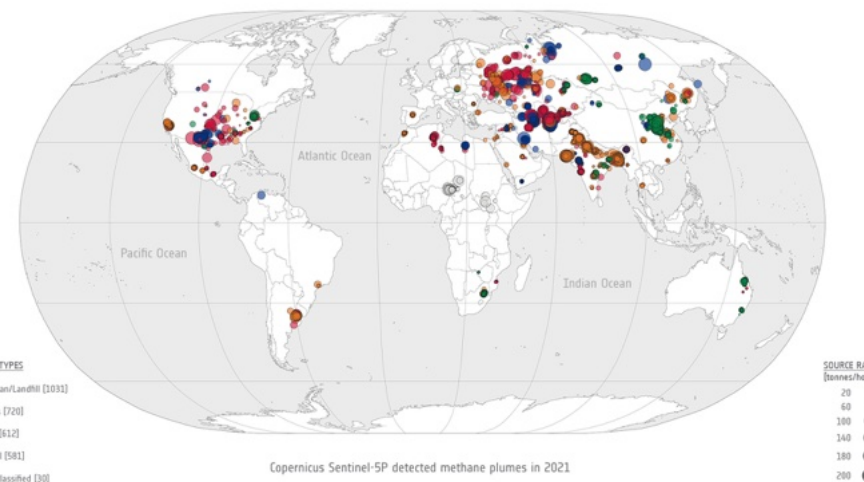 Atlantic Ocean
Pacific Ocean
Indian Ocean
TYPES
an/Landfill [1031]
[720]
[612]
[581]
lassified [30]
SOURCE RA
[tonnes/ho
20
60
100
140
180
200
Copernicus Sentinel-5P detected methane plumes in 2021